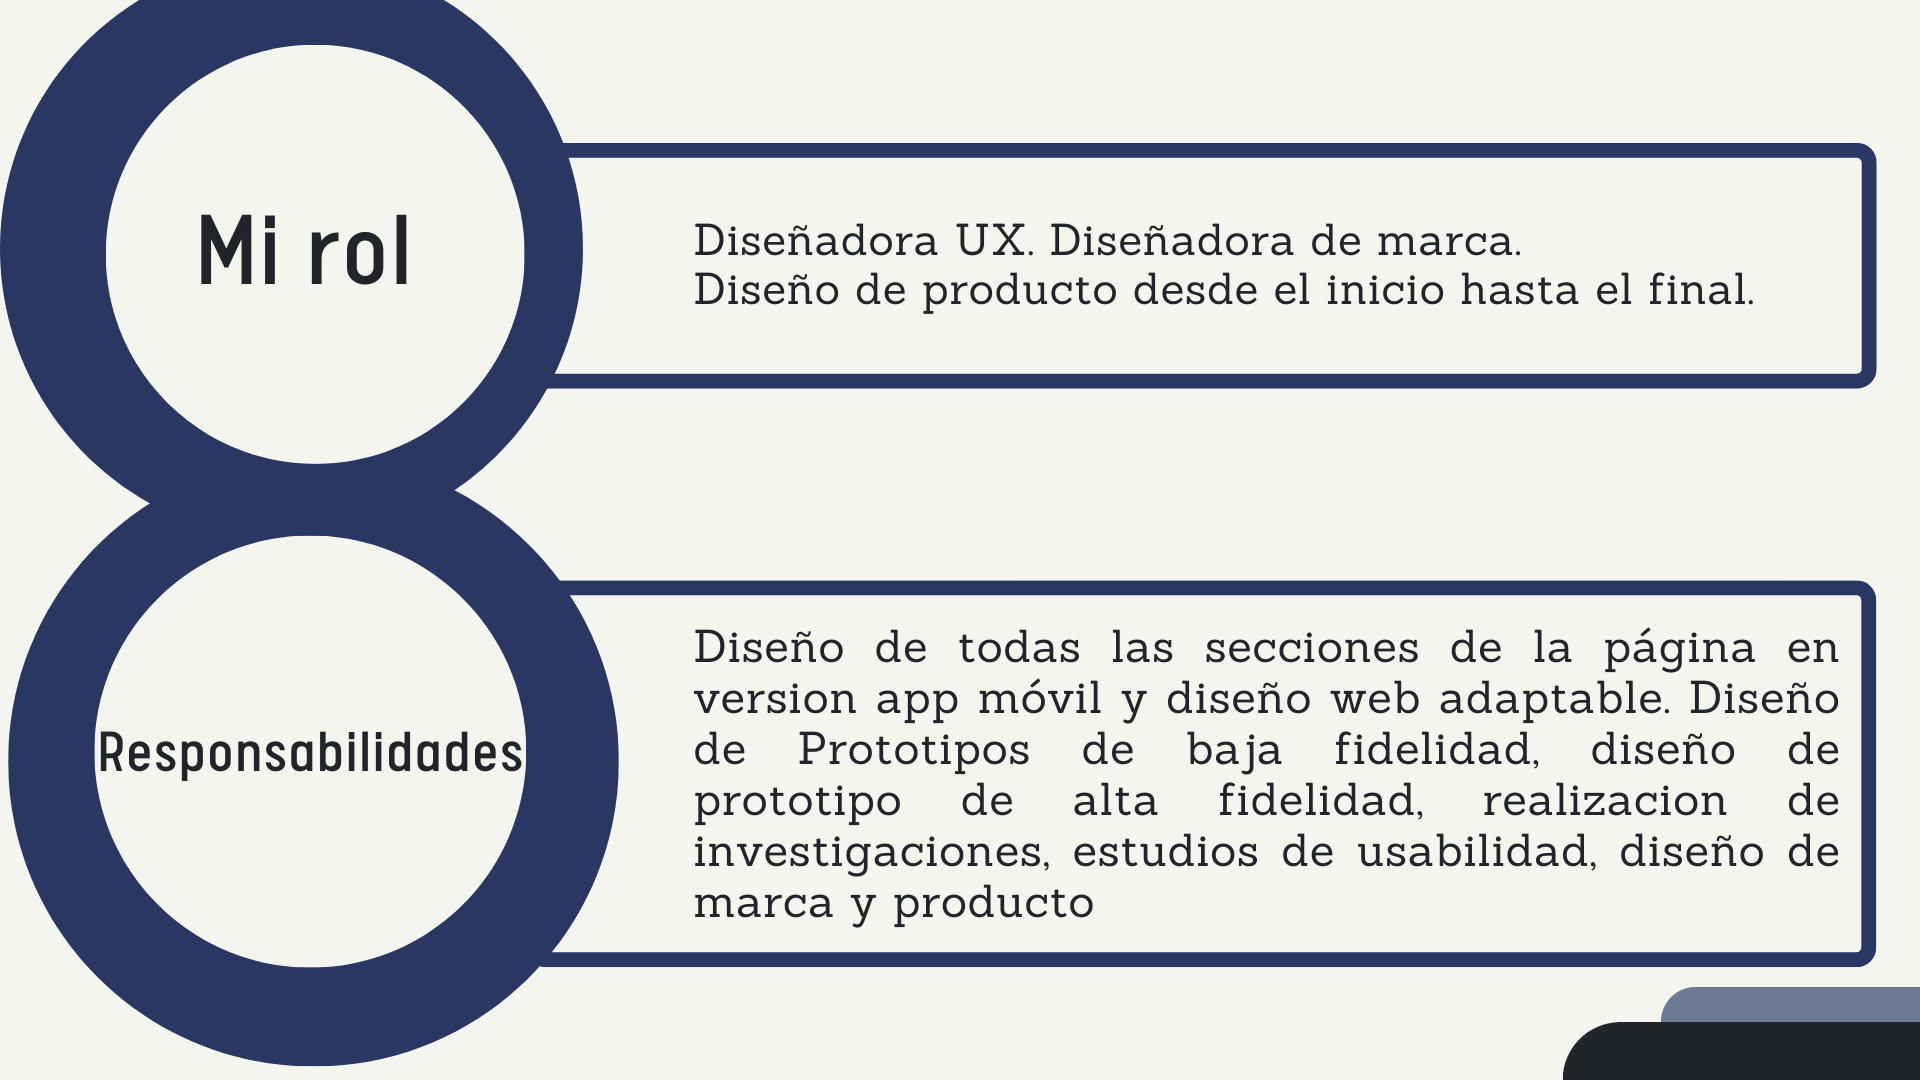 Mi rol
Diseñadora UX. Diseñadora de marca.
Diseño de producto desde el inicio hasta el final.
Responsabilidades
Diseño de todas las secciones de la página en
version app móvil y diseño web adaptable. Diseño
de Prototipos de baja fidelidad, diseño de
prototipo de alta fidelidad, realizacion de
investigaciones, estudios de usabilidad, diseño de
marca y producto